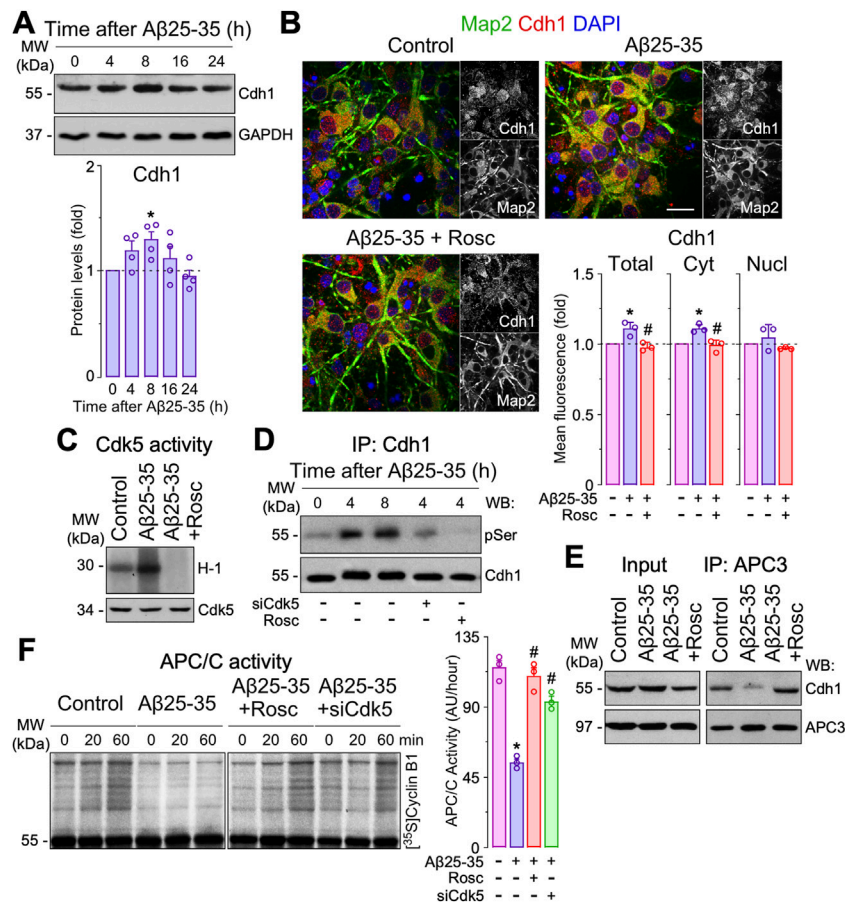 A
Time after Aβ25-35 (h)
MW
(kDa)
0 4 8 16 24
55 - Cdh1
37 - GAPDH
Cdh1
Protein levels (fold)
2
1
0
*
0 4 8 16 24
Time after Aβ25-35 (h)
B
Map2 Cdh1 DAPI
Control
Aβ25-35
Cdh1
Map2
Cdh1
Map2
Aβ25-35 + Rosc
Cdh1
Map2
Cdh1
Total Cyt Nucl
Mean fluorescence (fold)
1.5
1.0
0.5
0
* # * #
Aβ25-35 - + + - + + - + +
Rosc - - + - - + - - +
C
Cdk5 activity
MW
(kDa)
Control
Aβ25-35
Aβ25-35
+Rosc
30 - H-1
34 - Cdk5
D
IP: Cdh1
Time after Aβ25-35 (h)
MW
(kDa)
0 4 8 4 4 WB:
55 - pSer
55 - Cdh1
siCdk5 - - - + -
Rosc - - - - +
E
Input IP: APC3
MW
(kDa)
Control
Aβ25-35
Aβ25-35
+Rosc
Control
Aβ25-35
Aβ25-35
+Rosc
WB:
55 - Cdh1
97 - APC3
F
APC/C activity
Control Aβ25-35 Aβ25-35 +Rosc Aβ25-35 +siCdk5
MW
(kDa)
0 20 60 0 20 60 0 20 60 0 20 60 min
55 -
[³⁵S]Cyclin B1
APC/C Activity (AU/hour)
135
90
45
0
* # #
Aβ25-35 - + + +
Rosc - - + -
siCdk5 - - - +